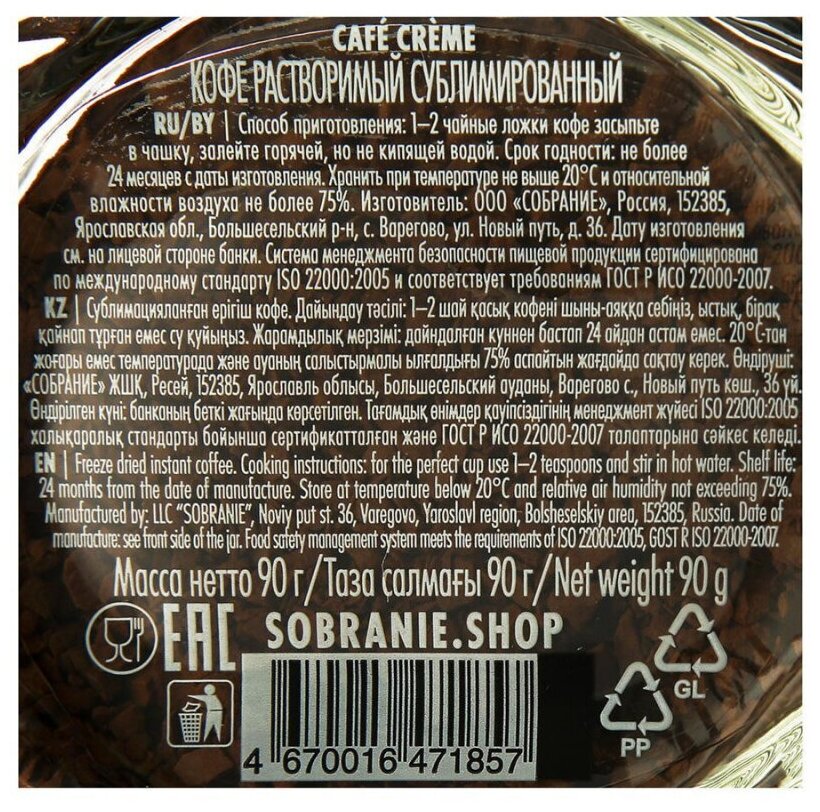 CAFÉ CRÈME
КОФЕ РАСТВОРИМЫЙ СУБЛИМИРОВАННЫЙ
RU/BY | Способ приготовления: 1–2 чайные ложки кофе засыпьте
в чашку, залейте горячей, но не кипящей водой. Срок годности: не более
24 месяцев с даты изготовления. Хранить при температуре не выше 20°С и относительной
влажности воздуха не более 75%. Изготовитель: ООО «СОБРАНИЕ», Россия, 152385,
Ярославская обл., Большесельский р-н, с. Варегово, ул. Новый путь, д. 36. Дату изготовления
см. на лицевой стороне банки. Система менеджмента безопасности пищевой продукции сертифицирована
по международному стандарту ISO 22000:2005 и соответствует требованиям ГОСТ Р ИСО 22000-2007.
KZ | Сублимацияланған ерігіш кофе. Дайындау тәсілі: 1–2 шай қасық кофені шыны-аяққа себіңіз, ыстық, бірақ
қайнап тұрған емес су құйыңыз. Жарамдылық мерзімі: дайндалған куннен бастап 24 айдан астам емес. 20°С-тан
жоғары емес температурада және ауаның салыстырмалы ылғалдығы 75% аспайтын жағдайда сақтау керек. Өндіруші:
«СОБРАНИЕ» ЖШҚ, Ресей, 152385, Ярославль облысы, Большесельский ауданы, Варегово с., Новый путь көш., 36 үй.
Өндірілген күні: банканың беткі жағында көрсетілген. Тағамдық өнімдер қауіпсіздігінің менеджмент жүйесі ISO 22000:2005
халықаралық стандарты бойынша сертификатталған және ГОСТ Р ИСО 22000-2007 талаптарына сәйкес келеді.
EN | Freeze dried instant coffee. Cooking instructions: for the perfect cup use 1–2 teaspoons and stir in hot water. Shelf life:
24 months from the date of manufacture. Store at temperature below 20°C and relative air humidity not exceeding 75%.
Manufactured by: LLC “SOBRANIE”, Noviy put st. 36, Varegovo, Yaroslavl region, Bolsheselskiy area, 152385, Russia. Date of
manufacture: see front side of the jar. Food safety management system meets the requirements of ISO 22000:2005, GOST R ISO 22000-2007.
Масса нетто 90 г/Таза салмағы 90 г/Net weight 90 g
EAC SOBRANIE.SHOP
GL
PP
4 670016 471857